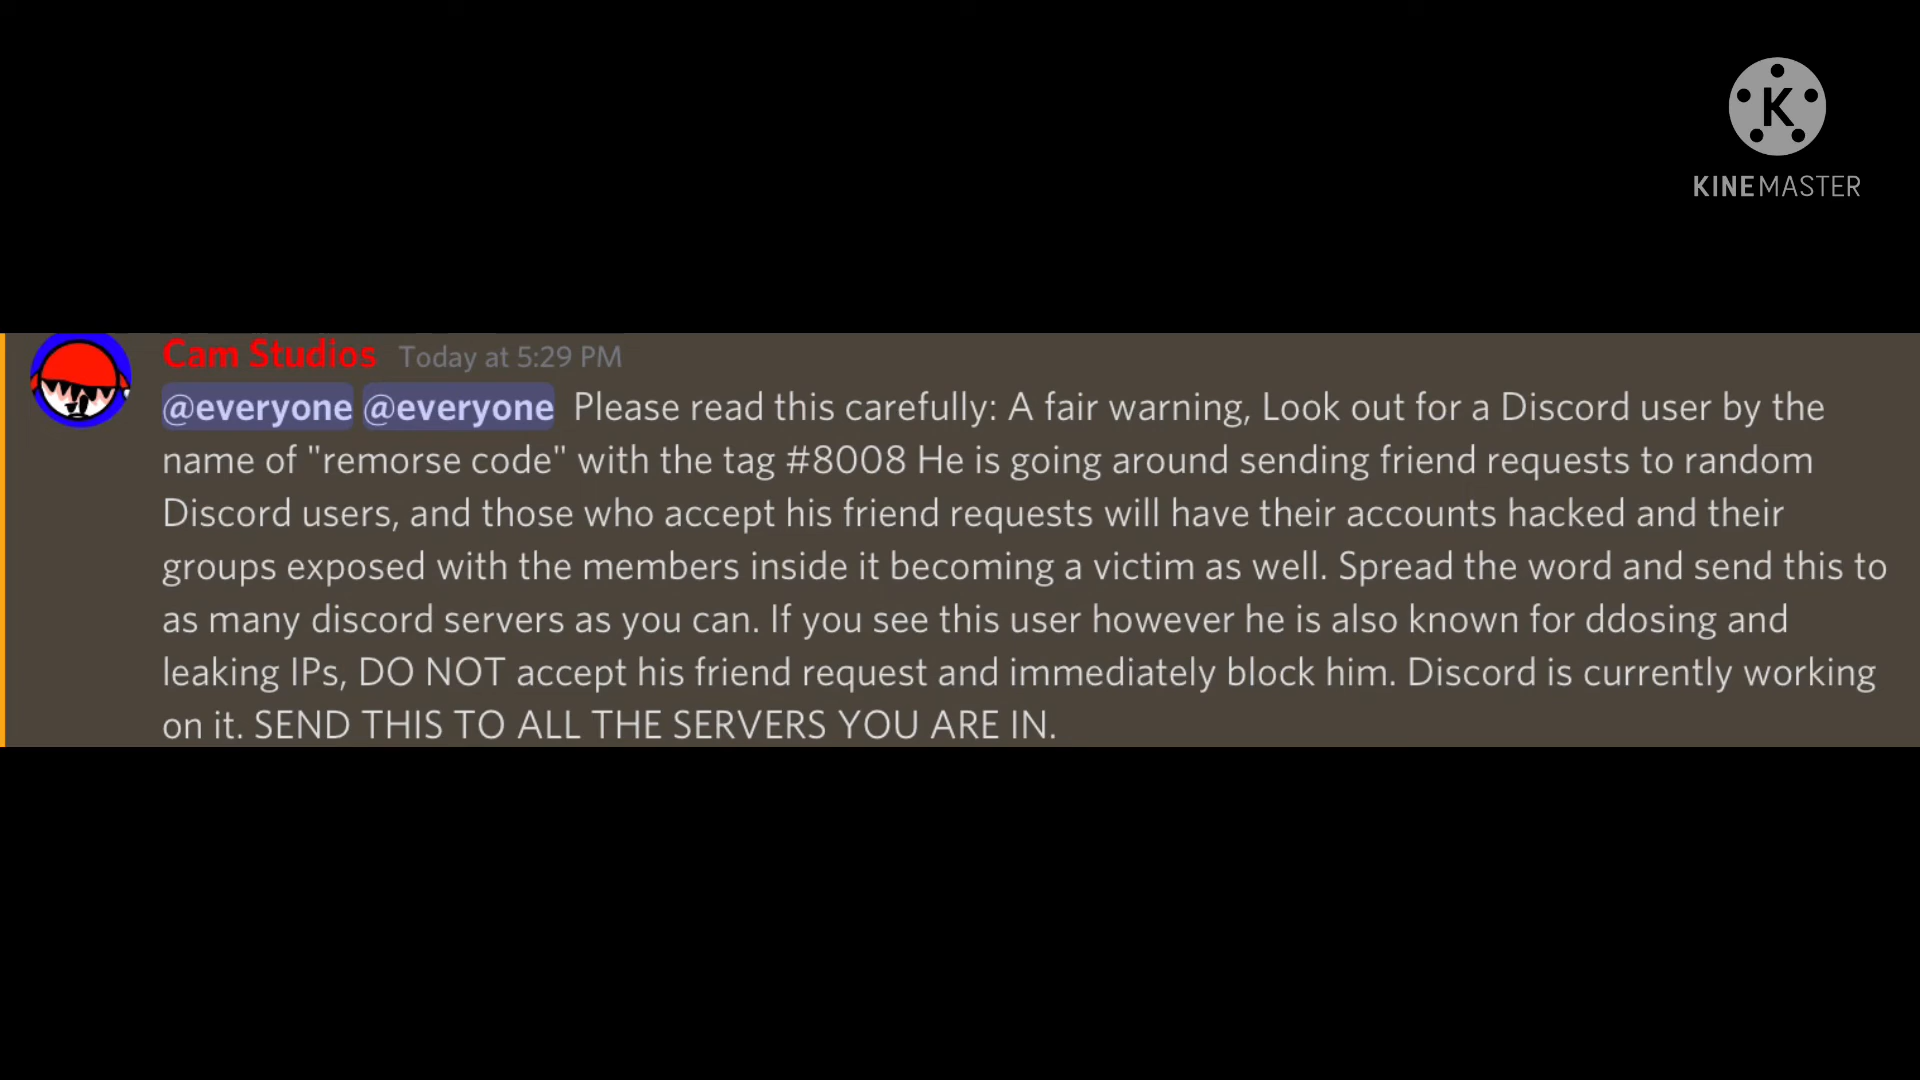 K
KINEMASTER
Cam Studios Today at 5:29 PM
@everyone @everyone Please read this carefully: A fair warning, Look out for a Discord user by the
name of "remorse code" with the tag #8008 He is going around sending friend requests to random
Discord users, and those who accept his friend requests will have their accounts hacked and their
groups exposed with the members inside it becoming a victim as well. Spread the word and send this to
as many discord servers as you can. If you see this user however he is also known for ddosing and
leaking IPs, DO NOT accept his friend request and immediately block him. Discord is currently working
on it. SEND THIS TO ALL THE SERVERS YOU ARE IN.